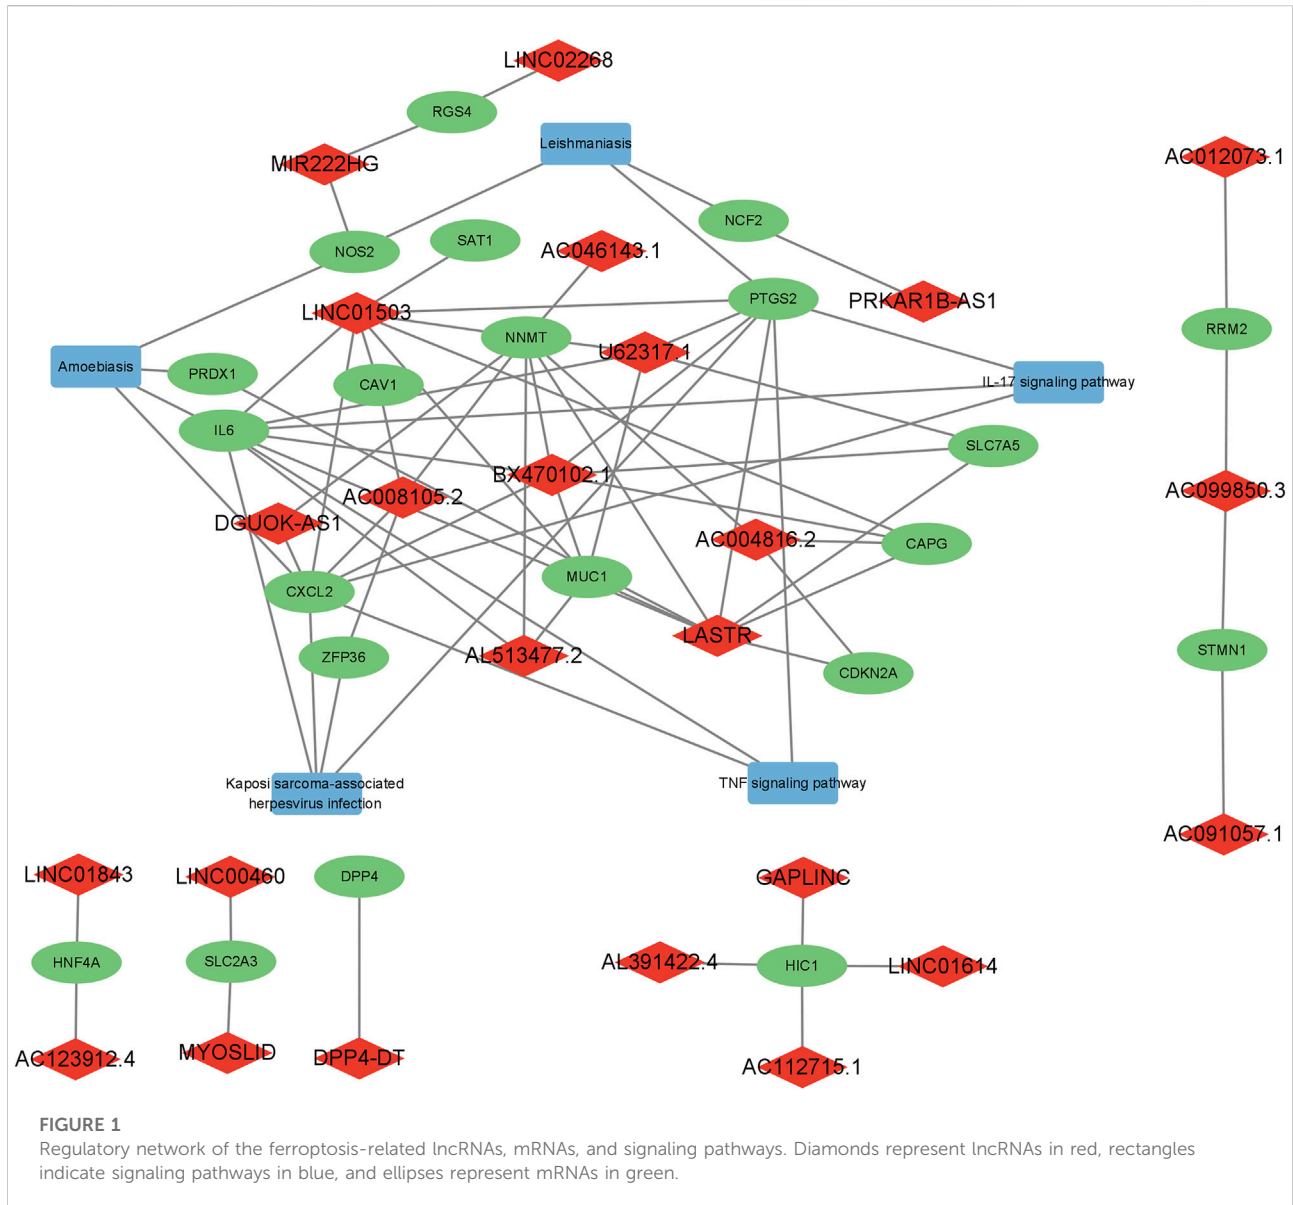 LINC02268
RGS4
Leishmaniasis
MIR222HG
AC012073.1
NCF2
SAT1
NOS2
AC046143.1
PTGS2
PRKAR1B-AS1
LINC01503
RRM2
NNMT
U62317.1
Amoebiasis
PRDX1
CAV1
IL-17 signaling pathway
IL6
SLC7A5
BX470102.1
AC008105.2
AC099850.3
DGUOK-AS1
AC004816.2
CAPG
MUC1
CXCL2
LASTR
ZFP36
AL513477.2
STMN1
CDKN2A
Kaposi sarcoma-associated
herpesvirus infection
TNF signaling pathway
AC091057.1
LINC01843
LINC00460
DPP4
GAPLINC
HNF4A
SLC2A3
AL391422.4
HIC1
LINC01614
AC123912.4
MYOSLID
DPP4-DT
AC112715.1
FIGURE 1
Regulatory network of the ferroptosis-related lncRNAs, mRNAs, and signaling pathways. Diamonds represent lncRNAs in red, rectangles
indicate signaling pathways in blue, and ellipses represent mRNAs in green.